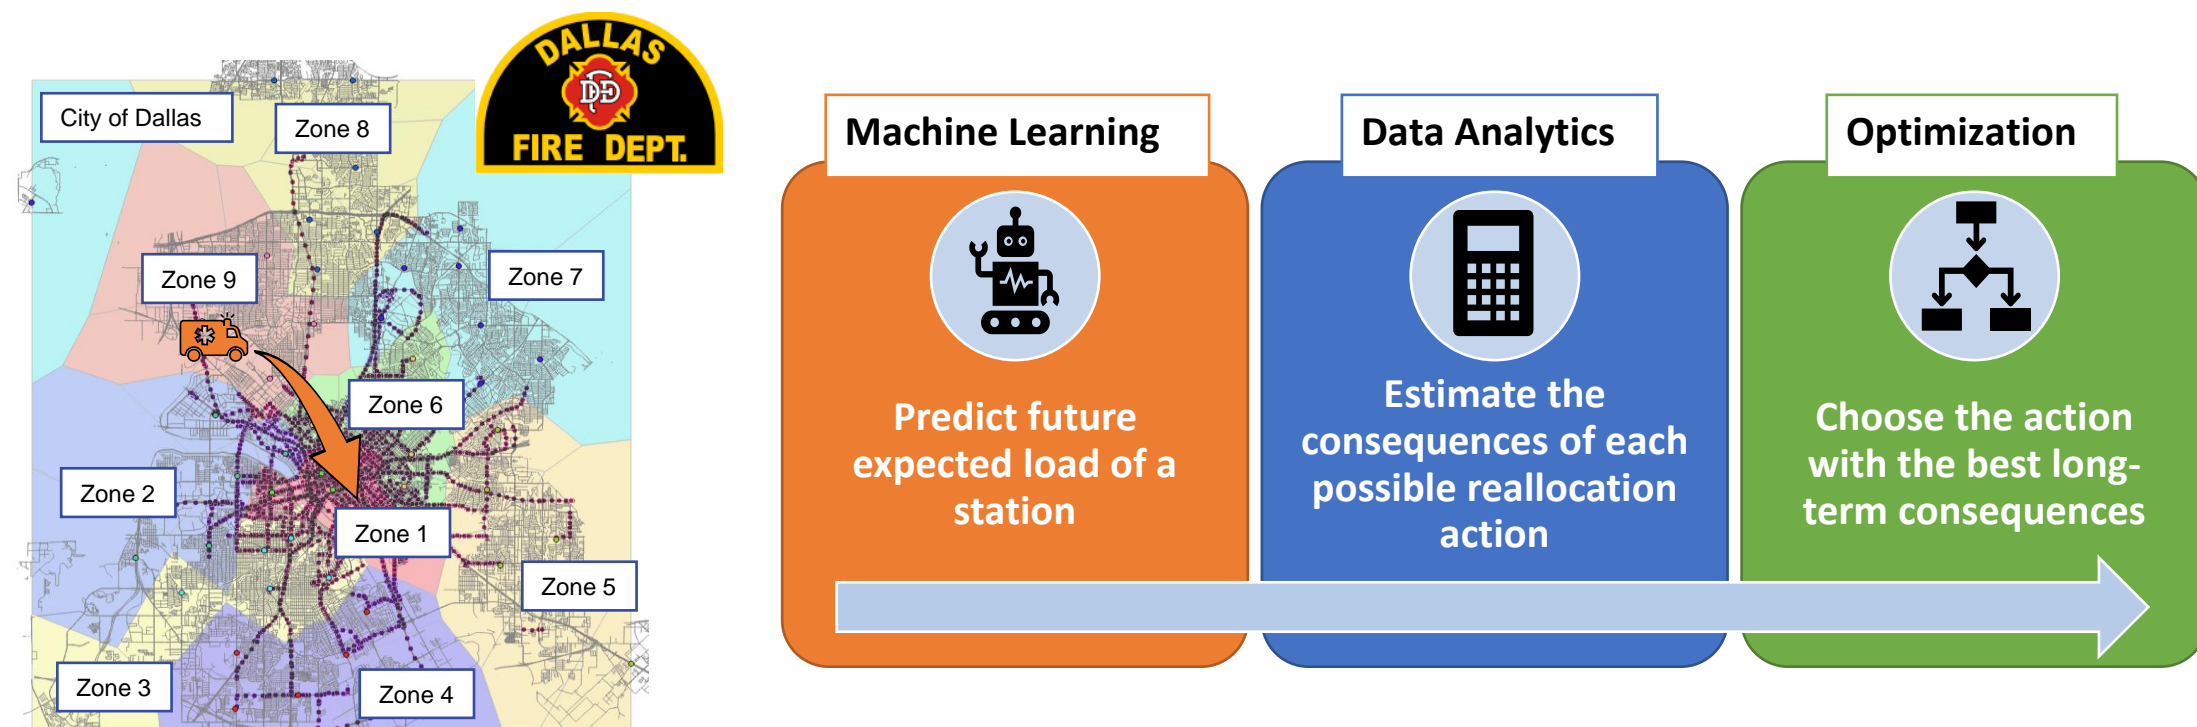 DALLAS
DFD
FIRE DEPT.
City of Dallas
Zone 8
Zone 9
Zone 7
Zone 6
Zone 2
Zone 1
Zone 5
Zone 3
Zone 4
Machine Learning
Predict future
expected load of a
station
Data Analytics
Estimate the
consequences of each
possible reallocation
action
Optimization
Choose the action
with the best long-
term consequences